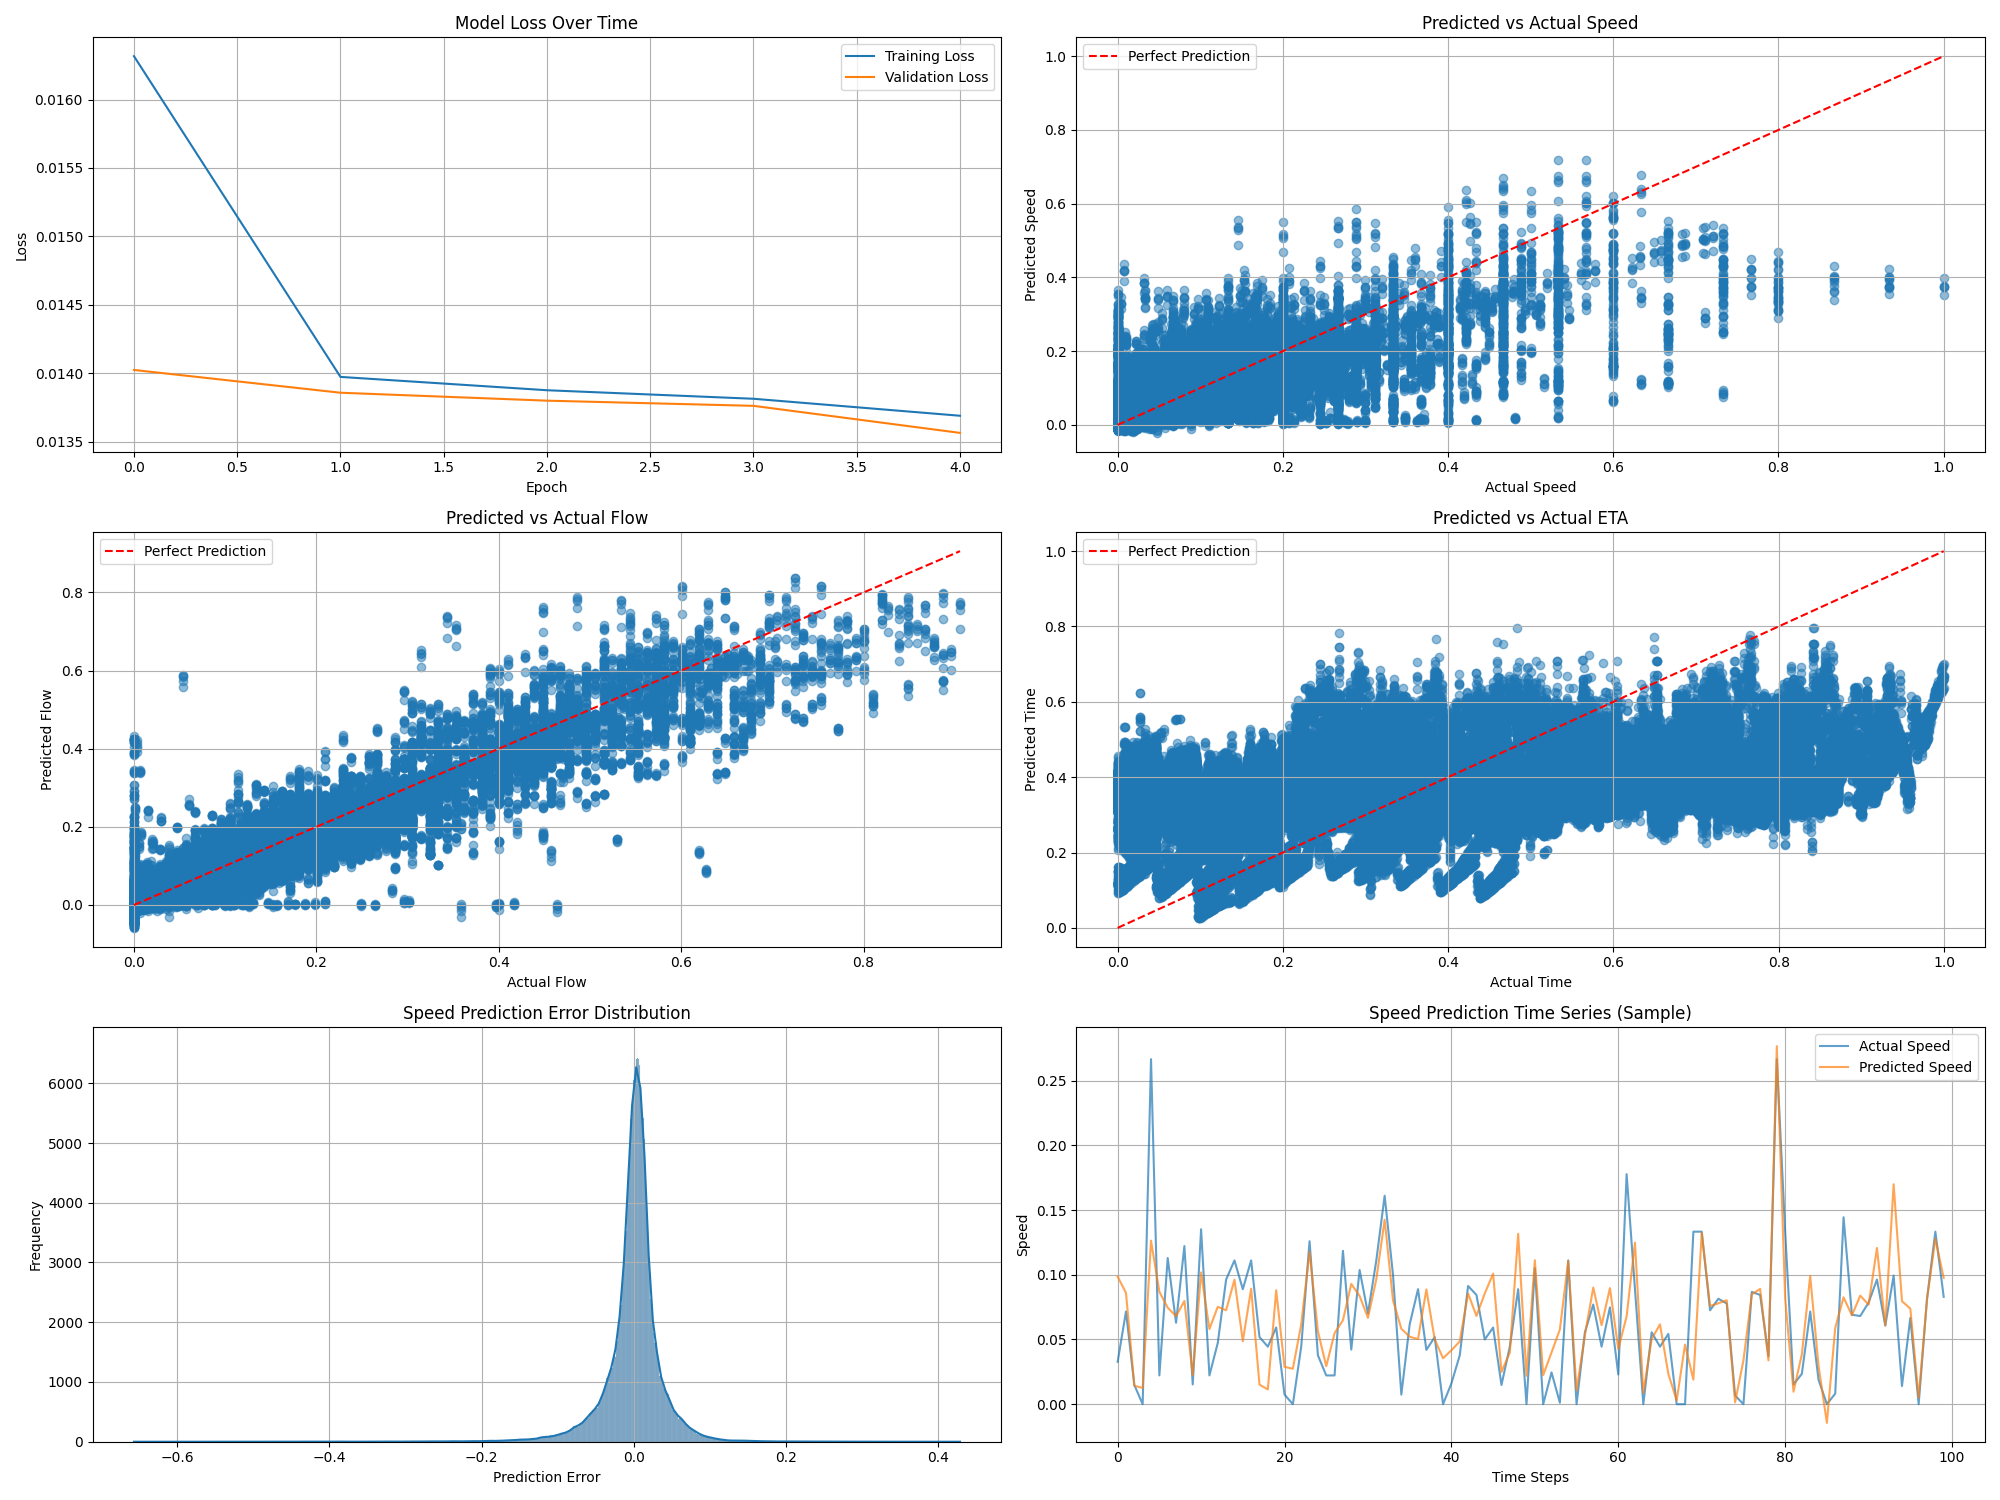 Model Loss Over Time
Training Loss
Validation Loss
0.0160
0.0155
0.0150
0.0145
0.0140
0.0135
Loss
0.0 0.5 1.0 1.5 2.0 2.5 3.0 3.5 4.0
Epoch
Predicted vs Actual Speed
Perfect Prediction
1.0
0.8
0.6
0.4
0.2
0.0
Predicted Speed
0.0 0.2 0.4 0.6 0.8 1.0
Actual Speed
Predicted vs Actual Flow
Perfect Prediction
0.8
0.6
0.4
0.2
0.0
Predicted Flow
0.0 0.2 0.4 0.6 0.8
Actual Flow
Predicted vs Actual ETA
Perfect Prediction
1.0
0.8
0.6
0.4
0.2
0.0
Predicted Time
0.0 0.2 0.4 0.6 0.8 1.0
Actual Time
Speed Prediction Error Distribution
6000
5000
4000
3000
2000
1000
0
Frequency
−0.6 −0.4 −0.2 0.0 0.2 0.4
Prediction Error
Speed Prediction Time Series (Sample)
Actual Speed
Predicted Speed
0.25
0.20
0.15
0.10
0.05
0.00
Speed
0 20 40 60 80 100
Time Steps